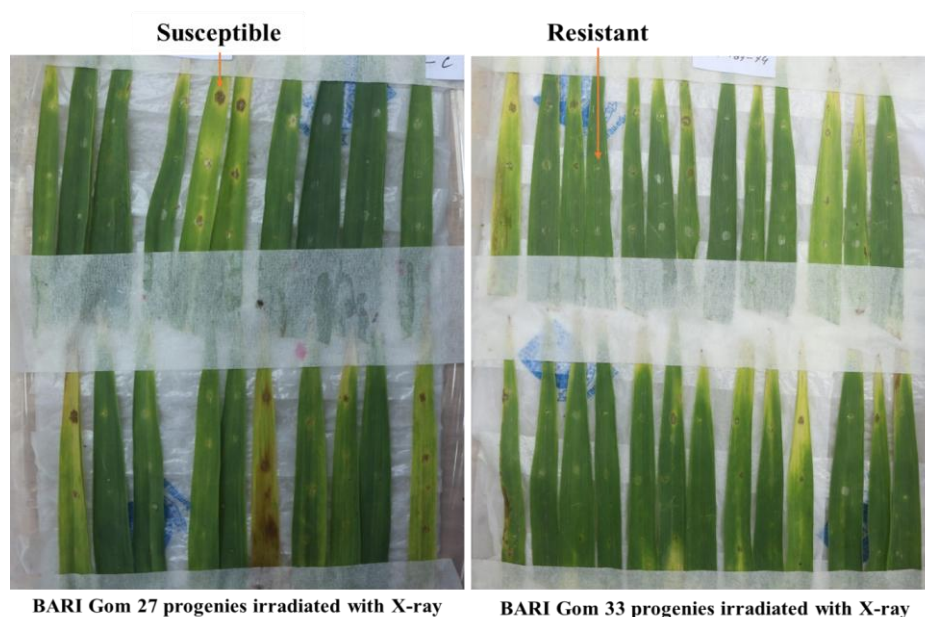 Susceptible
Resistant
- C
BARI Gom 27 progenies irradiated with X-ray
BARI Gom 33 progenies irradiated with X-ray